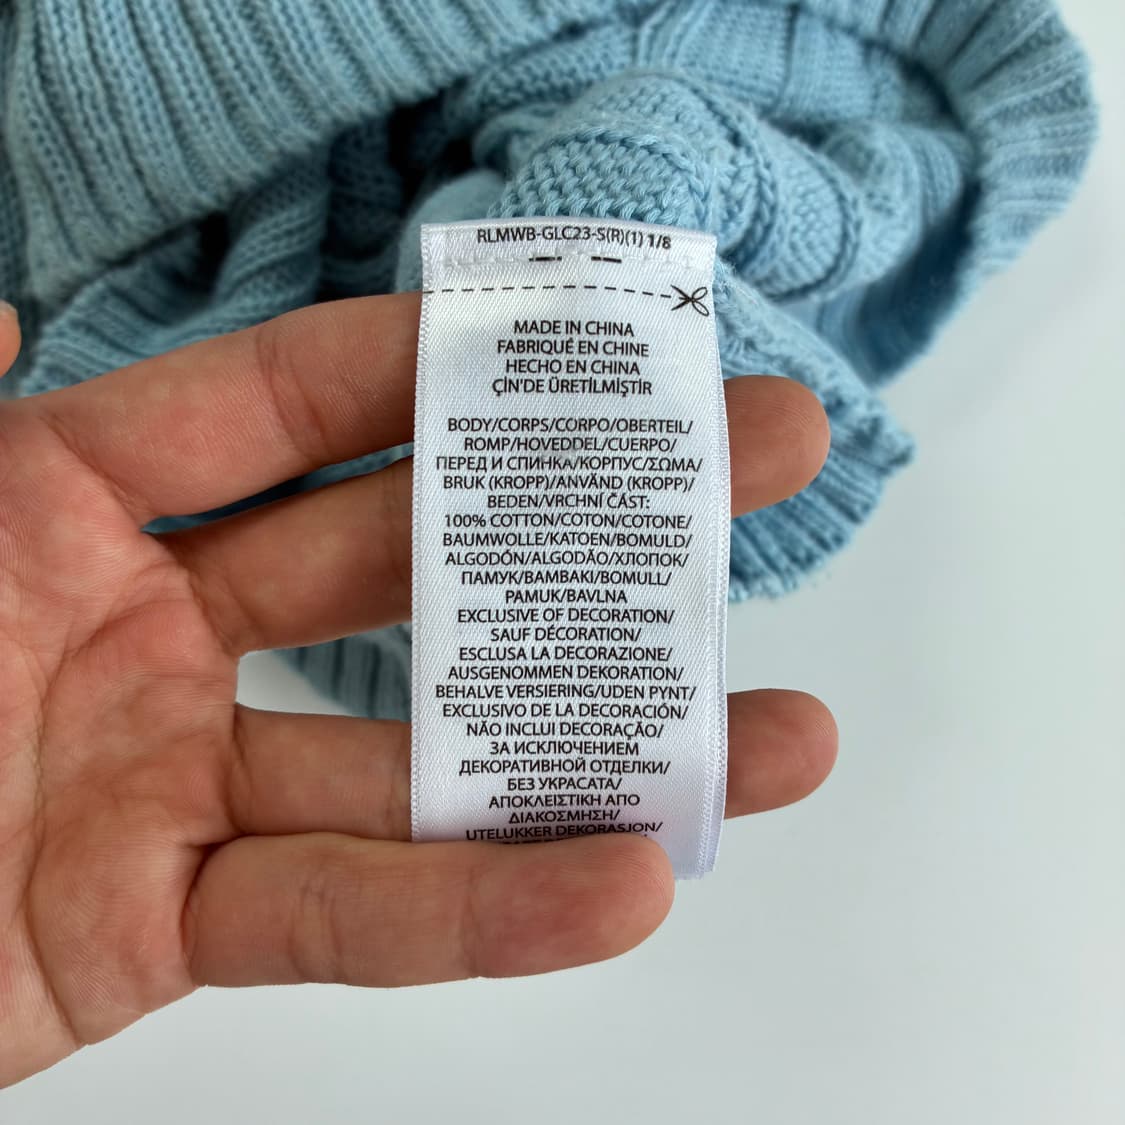 RLMWB-GLC23-S(R)(1) 1/8
MADE IN CHINA
FABRIQUÉ EN CHINE
HECHO EN CHINA
ÇİN'DE ÜRETİLMİŞTİR
BODY/CORPS/CORPO/OBERTEIL/
ROMP/HOVEDDEL/CUERPO/
ПЕРЕД И СПИНКА/КОРПУС/ΣΩΜΑ/
BRUK (KROPP)/ANVÄND (KROPP)/
BEDEN/VRCHNÍ ČÁST:
100% COTTON/COTON/COTONE/
BAUMWOLLE/KATOEN/BOMULD/
ALGODÓN/ALGODÃO/ХЛОПОК/
ПАМУК/BAMBAKI/BOMULL/
PAMUK/BAVLNA
EXCLUSIVE OF DECORATION/
SAUF DÉCORATION/
ESCLUSA LA DECORAZIONE/
AUSGENOMMEN DEKORATION/
BEHALVE VERSIERING/UDEN PYNT/
EXCLUSIVO DE LA DECORACIÓN/
NÃO INCLUI DECORAÇÃO/
ЗА ИСКЛЮЧЕНИЕМ
ДЕКОРАТИВНОЙ ОТДЕЛКИ/
БЕЗ УКРАСАТА/
ΑΠΟΚΛΕΙΣΤΙΚΗ ΑΠΟ
ΔΙΑΚΟΣΜΗΣΗ/
UTELUKKER DEKORASJON/